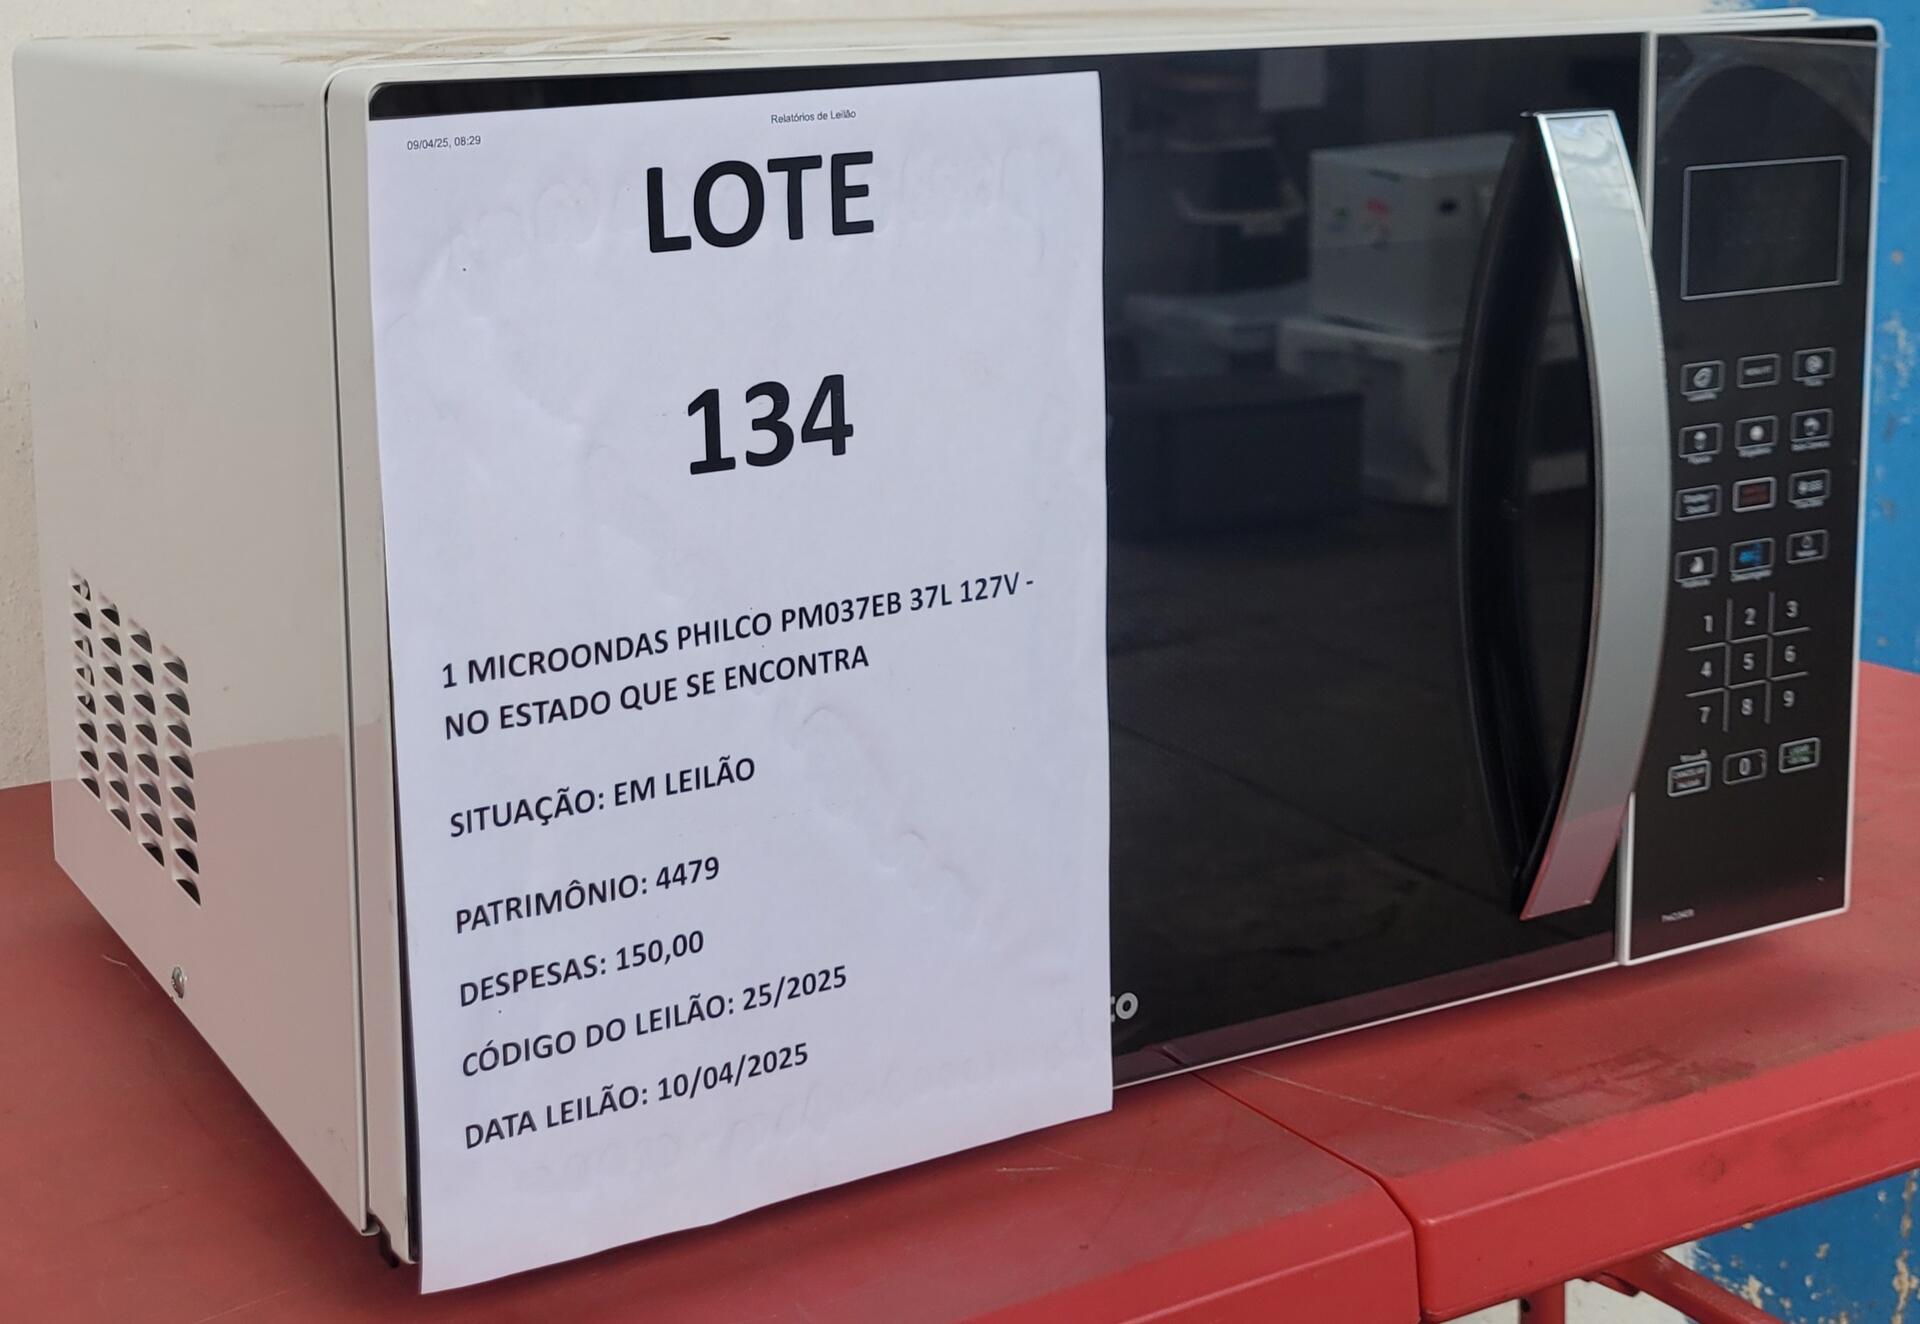 Relatórios de Leilão
09/04/25, 08:29
LOTE
134
1 MICROONDAS PHILCO PM037EB 37L 127V -
NO ESTADO QUE SE ENCONTRA
SITUAÇÃO: EM LEILÃO
PATRIMÔNIO: 4479
DESPESAS: 150,00
CÓDIGO DO LEILÃO: 25/2025
DATA LEILÃO: 10/04/2025
CO
1 2 3
4 5 6
7 8 9
0